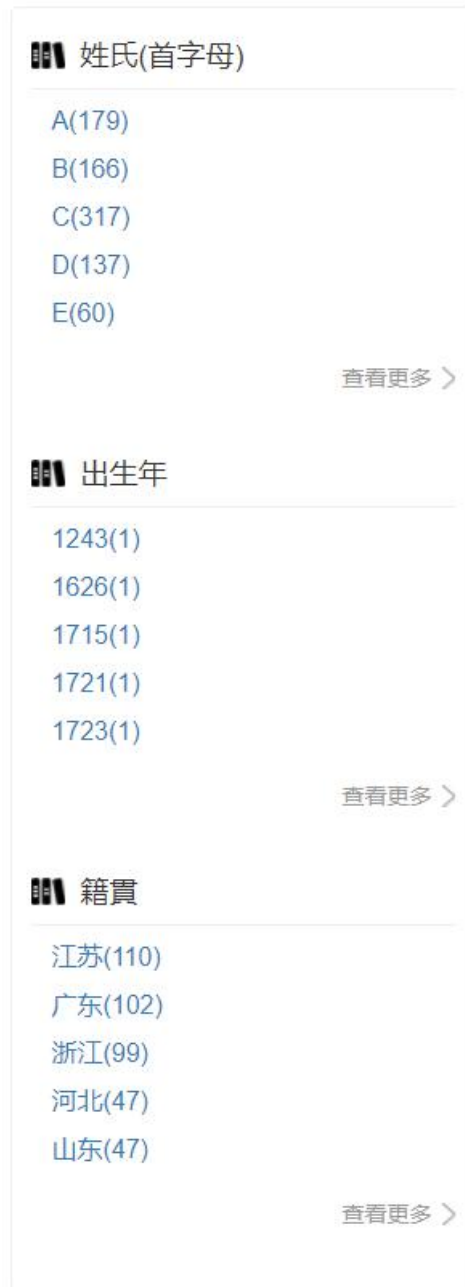 姓氏(首字母)
A(179)
B(166)
C(317)
D(137)
E(60)
查看更多
出生年
1243(1)
1626(1)
1715(1)
1721(1)
1723(1)
查看更多
籍貫
江苏(110)
广东(102)
浙江(99)
河北(47)
山东(47)
查看更多